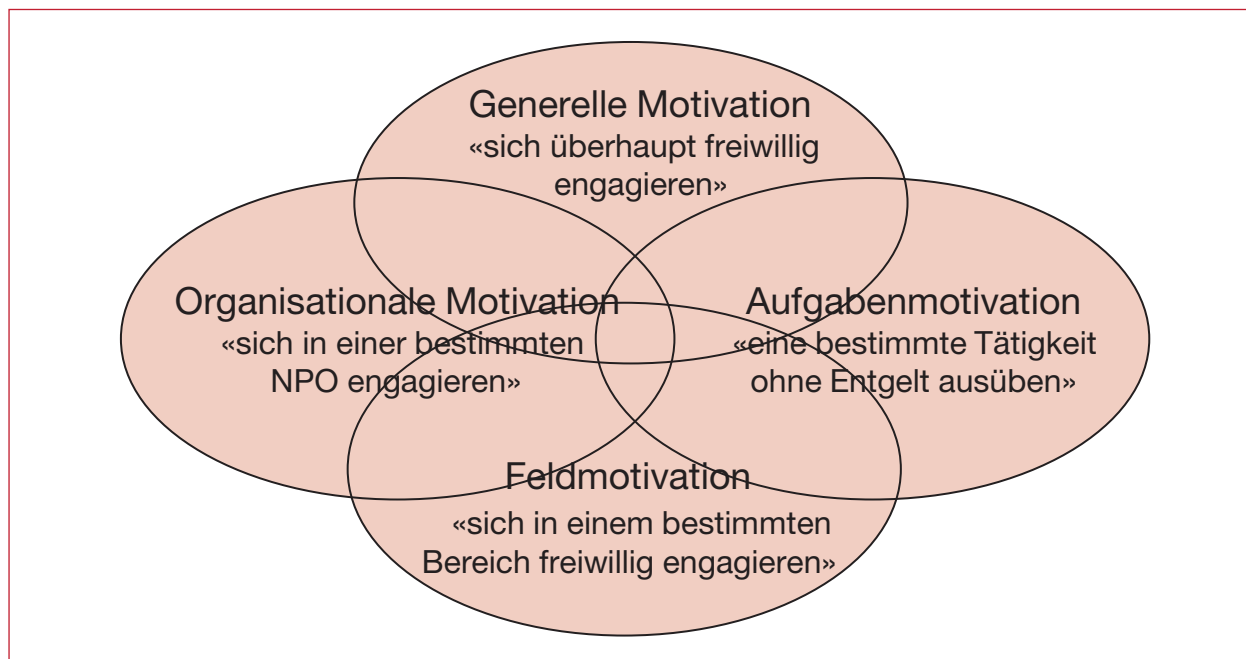 Generelle Motivation
«sich überhaupt freiwillig
engagieren»
Organisationale Motivation
«sich in einer bestimmten
NPO engagieren»
Aufgabenmotivation
«eine bestimmte Tätigkeit
ohne Entgelt ausüben»
Feldmotivation
«sich in einem bestimmten
Bereich freiwillig engagieren»